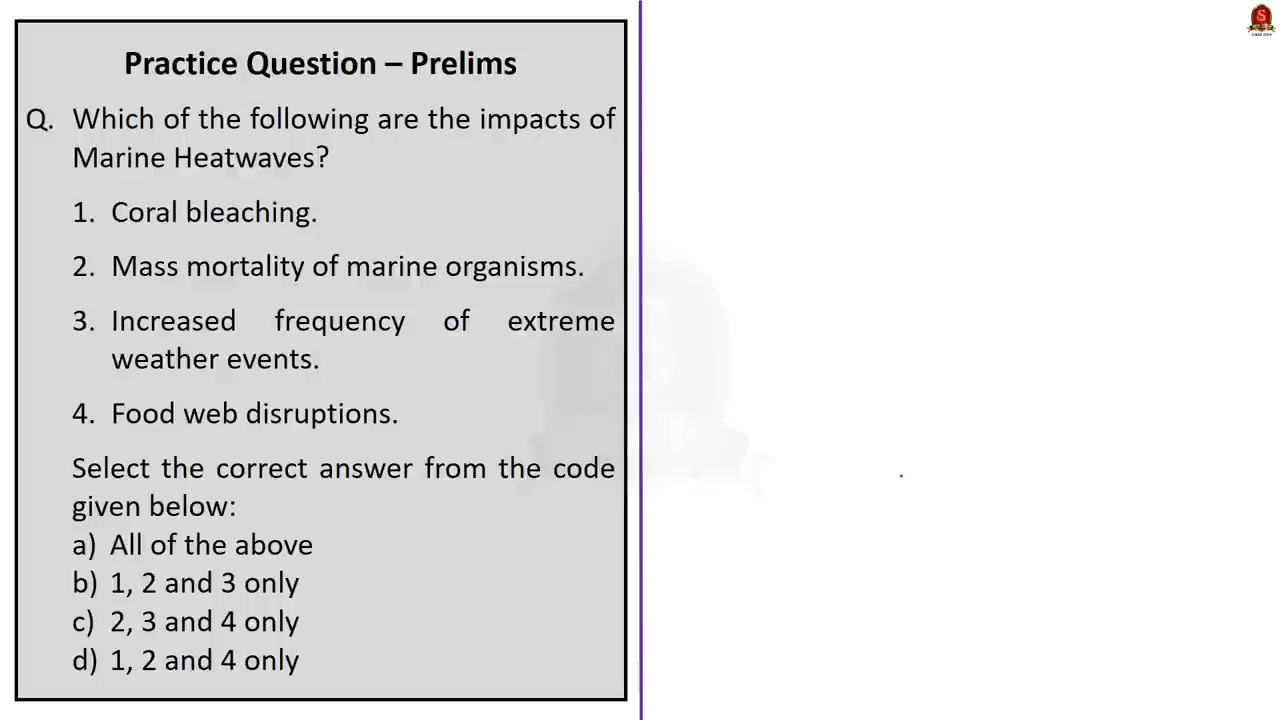 Practice Question – Prelims
Q. Which of the following are the impacts of
Marine Heatwaves?
1. Coral bleaching.
2. Mass mortality of marine organisms.
3. Increased frequency of extreme
weather events.
4. Food web disruptions.
Select the correct answer from the code
given below:
a) All of the above
b) 1, 2 and 3 only
c) 2, 3 and 4 only
d) 1, 2 and 4 only
S